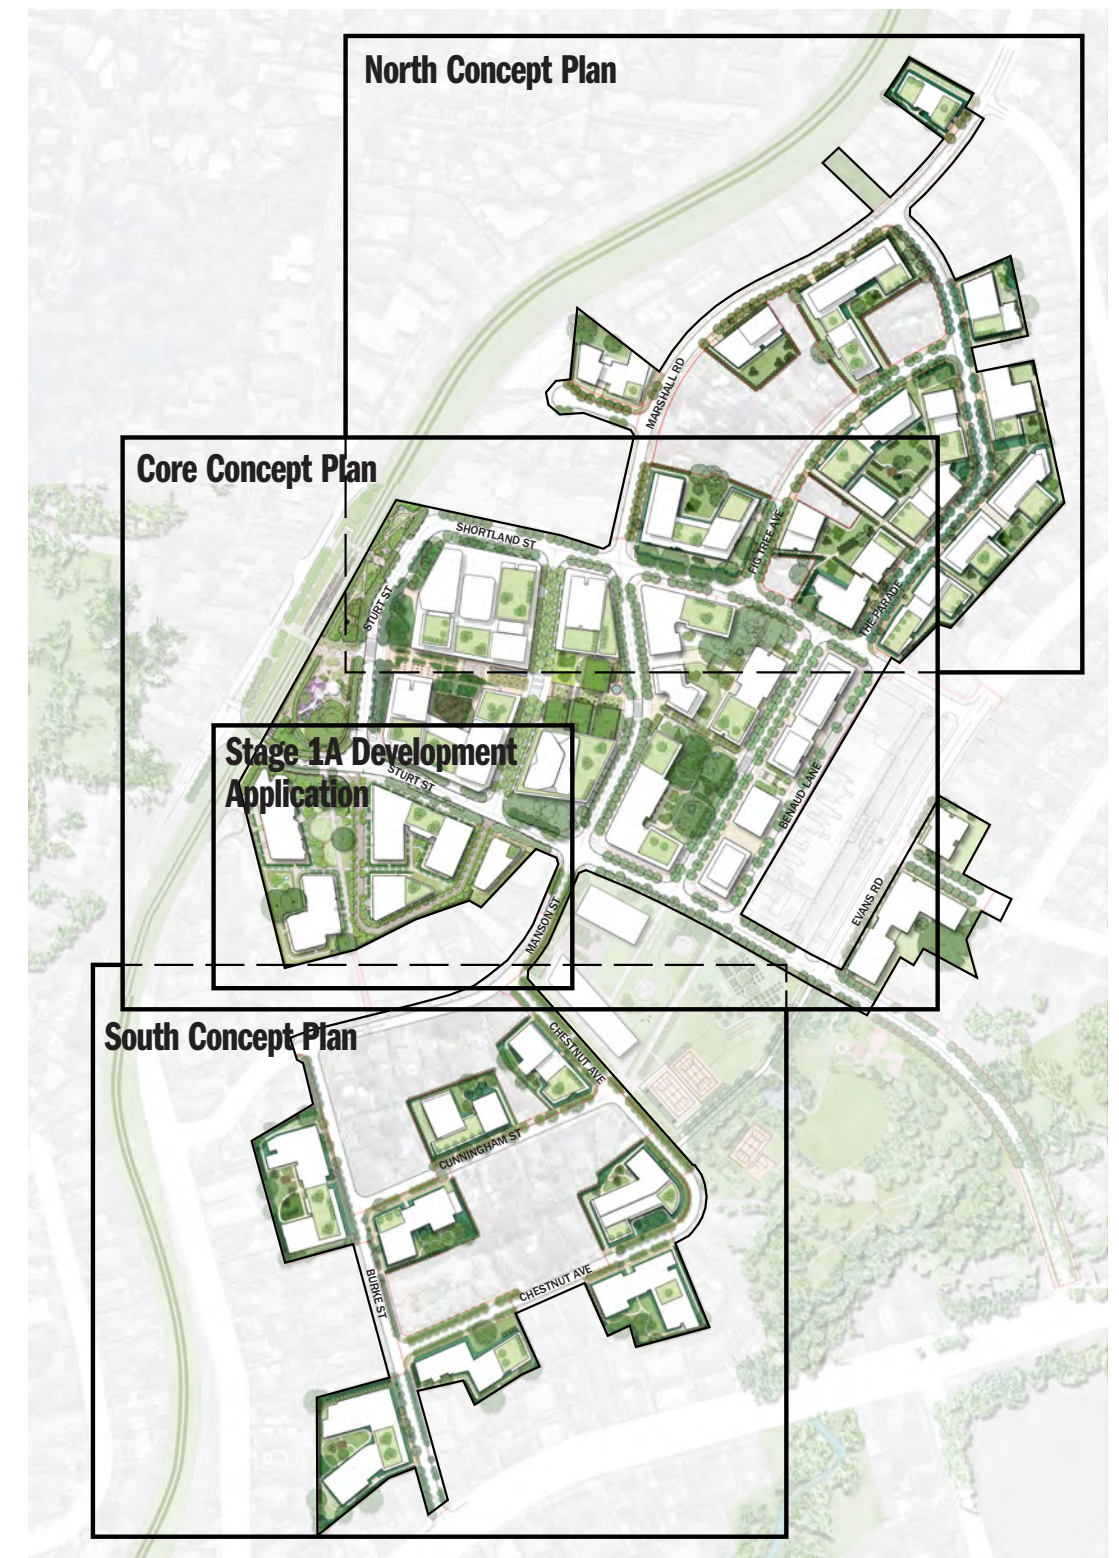 North Concept Plan
MARSHALL RD
Core Concept Plan
SHORTLAND ST
FIGTREE AVE
STURT ST
THE PARADE
Stage 1A Development
Application
STURT ST
BENAUD LANE
EVANS RD
MANSON ST
South Concept Plan
CHESTNUT AVE
CUNNINGHAM ST
CHESTNUT AVE
BURKE ST